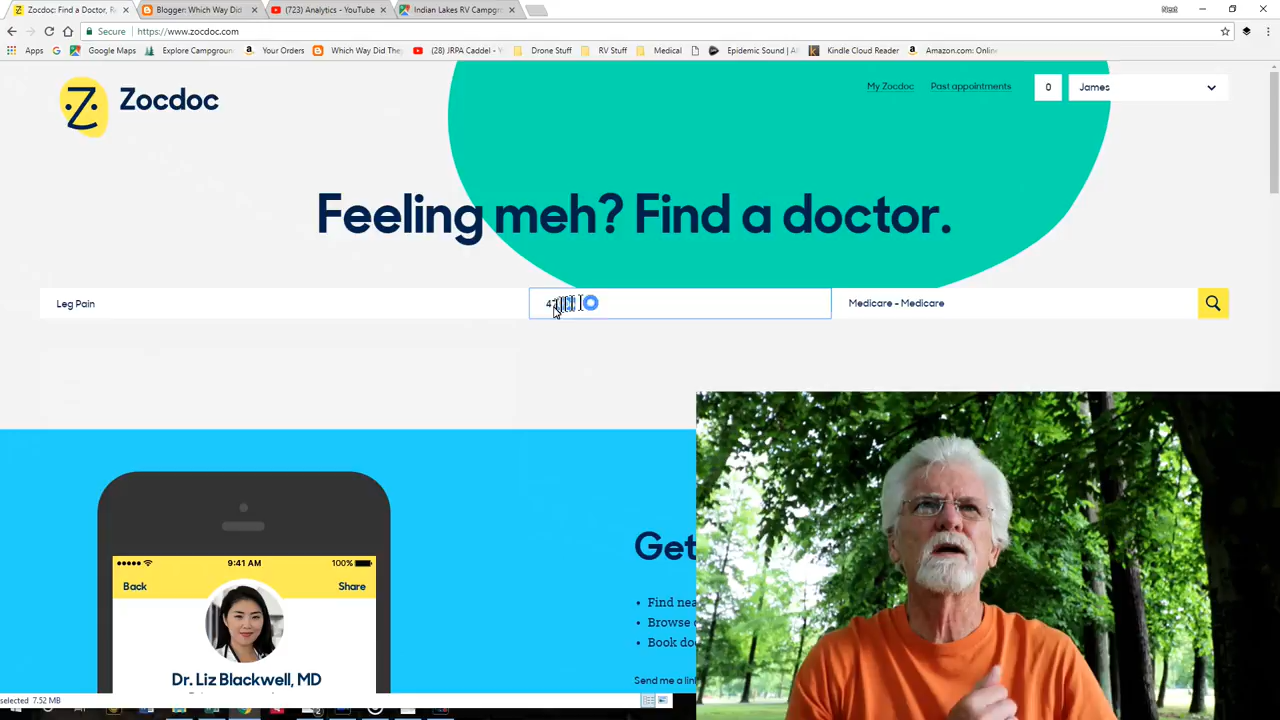 Zocdoc: Find a Doctor, R
Blogger: Which Way Did
(723) Analytics - YouTube
Indian Lakes RV Campgr
Secure
https://www.zocdoc.com
Apps
Google Maps
Explore Campgroun
Your Orders
Which Way Did They
(28) JRPA Caddel - Yo
Drone Stuff
RV Stuff
Medical
Epidemic Sound | A
Kindle Cloud Reader
Amazon.com: Onli
Zocdoc
My Zocdoc
Past appointments
0
James
Feeling meh? Find a doctor.
Leg Pain
Medicare - Medicare
9:41 AM
100%
Back
Share
Get
• Find nea
• Browse
• Book do
Send me a lin
Dr. Liz Blackwell, MD
selected 7.52 MB